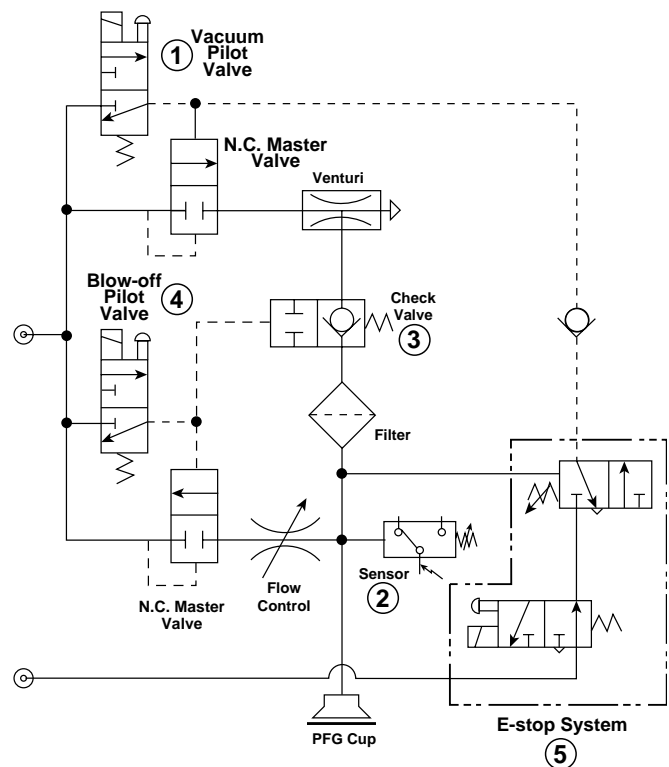 1 Vacuum
Pilot
Valve
N.C. Master
Valve
Venturi
Blow-off
Pilot
Valve 4
Check
Valve
3
Filter
Sensor
2
Flow
Control
N.C. Master
Valve
PFG Cup
E-stop System
5